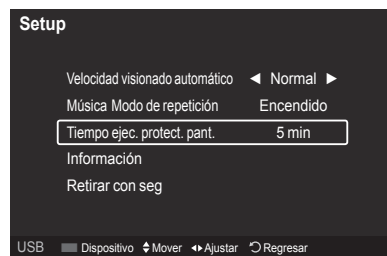 Setup
Velocidad visionado automático ◄ Normal ►
Música Modo de repetición Encendido
Tiempo ejec. protect. pant. 5 min
Información
Retirar con seg
USB Dispositivo Mover Ajustar Regresar